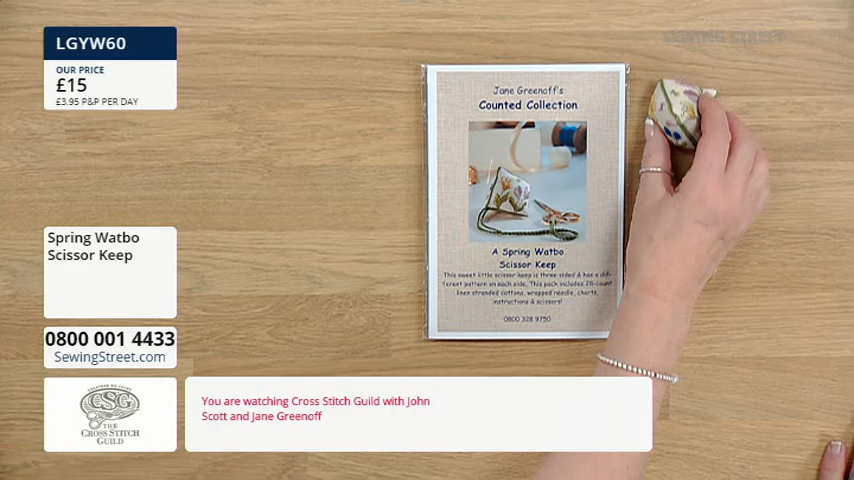 LGYW60
OUR PRICE
£15
£3.95 P&P PER DAY
SEWING STREET
Jane Greenoff's
Counted Collection
A Spring Watbo
Scissor Keep
This sweet little scissor keep is three sided & has a dif-
ferent pattern on each side. This pack includes 28-count
linen stranded cottons, wrapped needle, charts,
instructions & scissors!
0800 328 9750
Spring Watbo
Scissor Keep
0800 001 4433
SewingStreet.com
CSG
THE
CROSS STITCH
GUILD
You are watching Cross Stitch Guild with John
Scott and Jane Greenoff